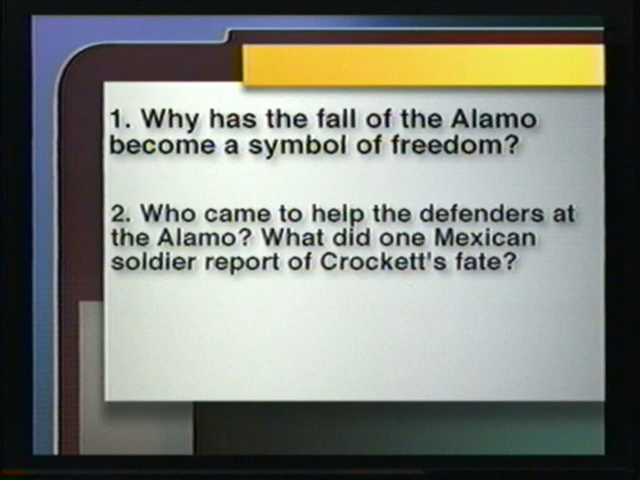 1. Why has the fall of the Alamo
become a symbol of freedom?
2. Who came to help the defenders at
the Alamo? What did one Mexican
soldier report of Crockett's fate?